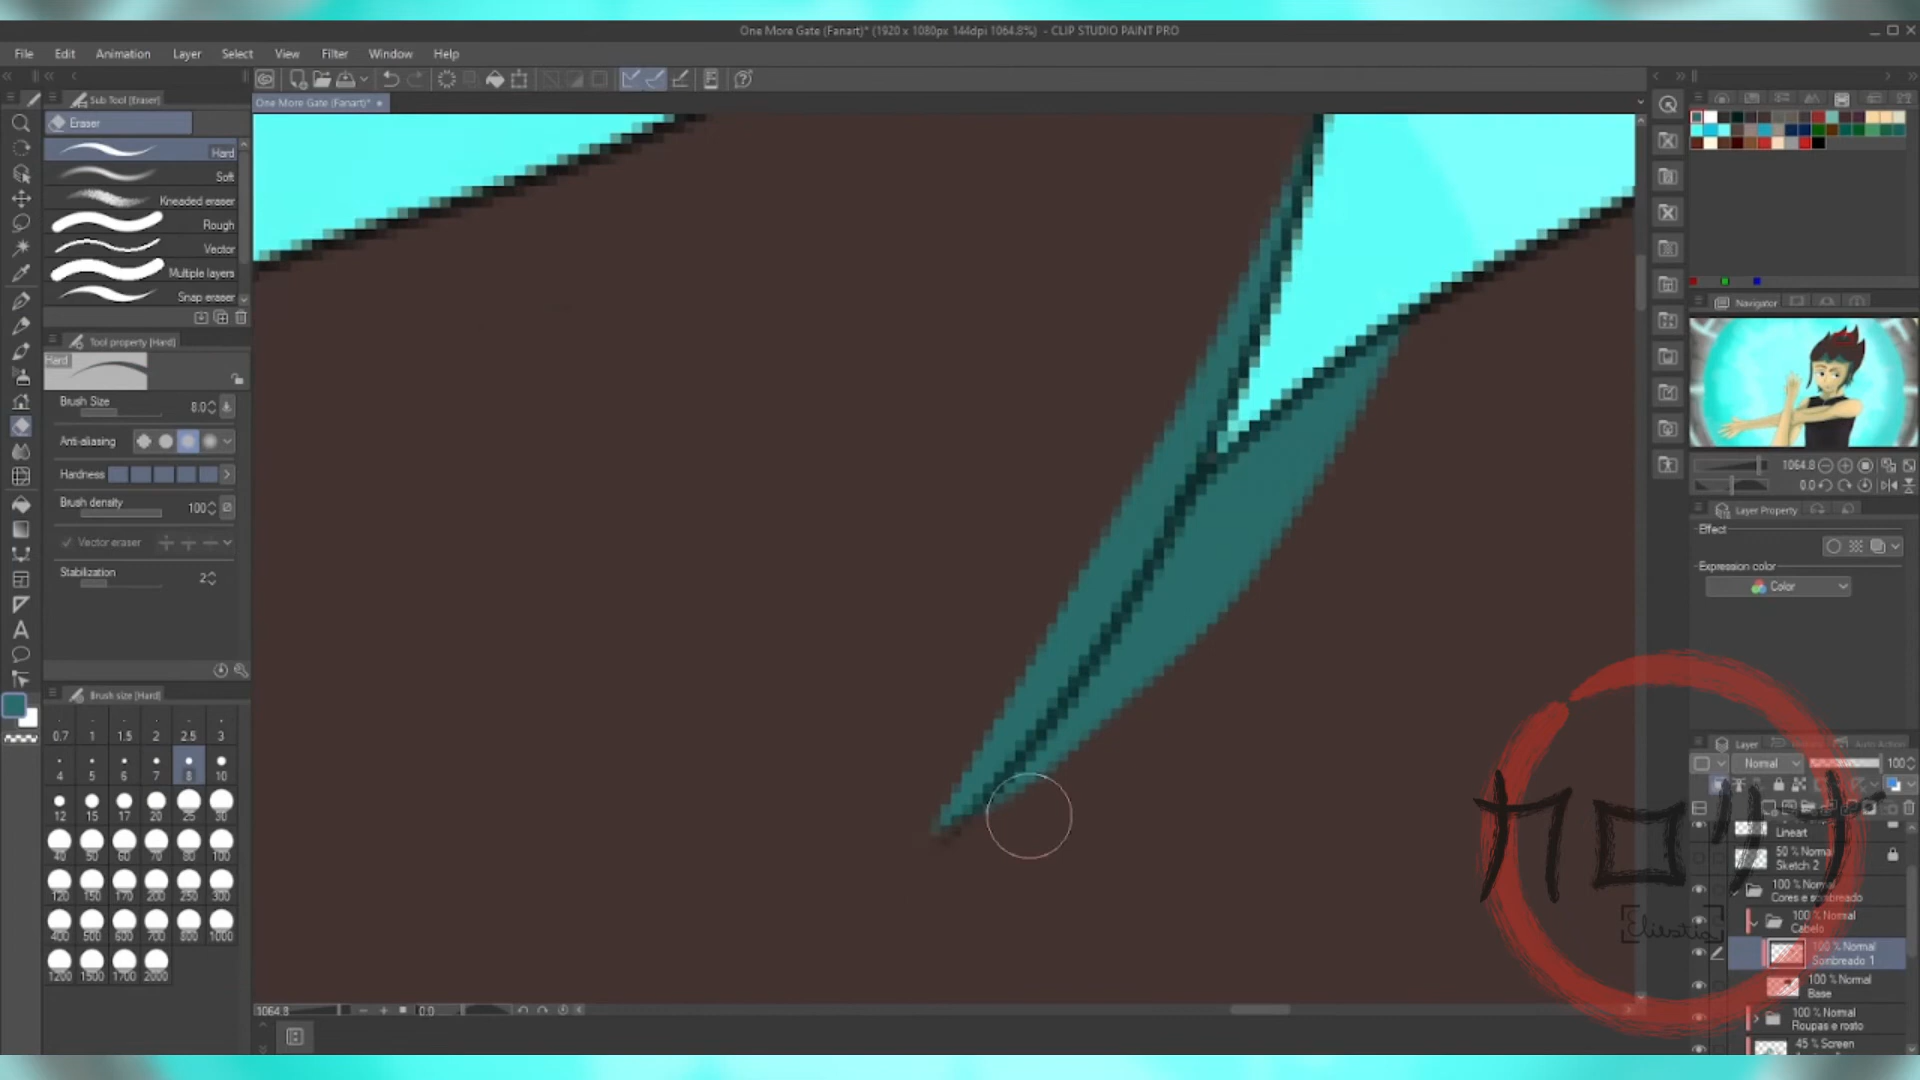 One More Gate (Fanart)* (1920 x 1080px 144dpi 1064.8%) - CLIP STUDIO PAINT PRO
File Edit Animation Layer Select View Filter Window Help
Sub Tool [Eraser]
One More Gate (Fanart)*
Eraser
Hard
Soft
Kneaded eraser
Rough
Vector
Multiple layers
Snap eraser
Tool property [Hard]
Hard
Brush Size 8.0
Anti-aliasing
Hardness
Brush density 100
Vector eraser
Stabilization 2
Brush size [Hard]
0.7 1 1.5 2 2.5 3
4 5 6 7 8 10
12 15 17 20 25 30
40 50 60 70 80 100
120 150 170 200 250 300
400 500 600 700 800 1000
1200 1500 1700 2000
1064.8 0.0
Navigator
1064.8
0.0
Layer Property
Effect
Expression color
Color
Layer
Auto Action
Normal 100
Lineart
50 % Normal
Sketch 2
100 % Normal
Cores e sombreado
100 % Normal
Cabelo
100 % Normal
Sombreado 1
100 % Normal
Base
100 % Normal
Roupas e rosto
45 % Screen